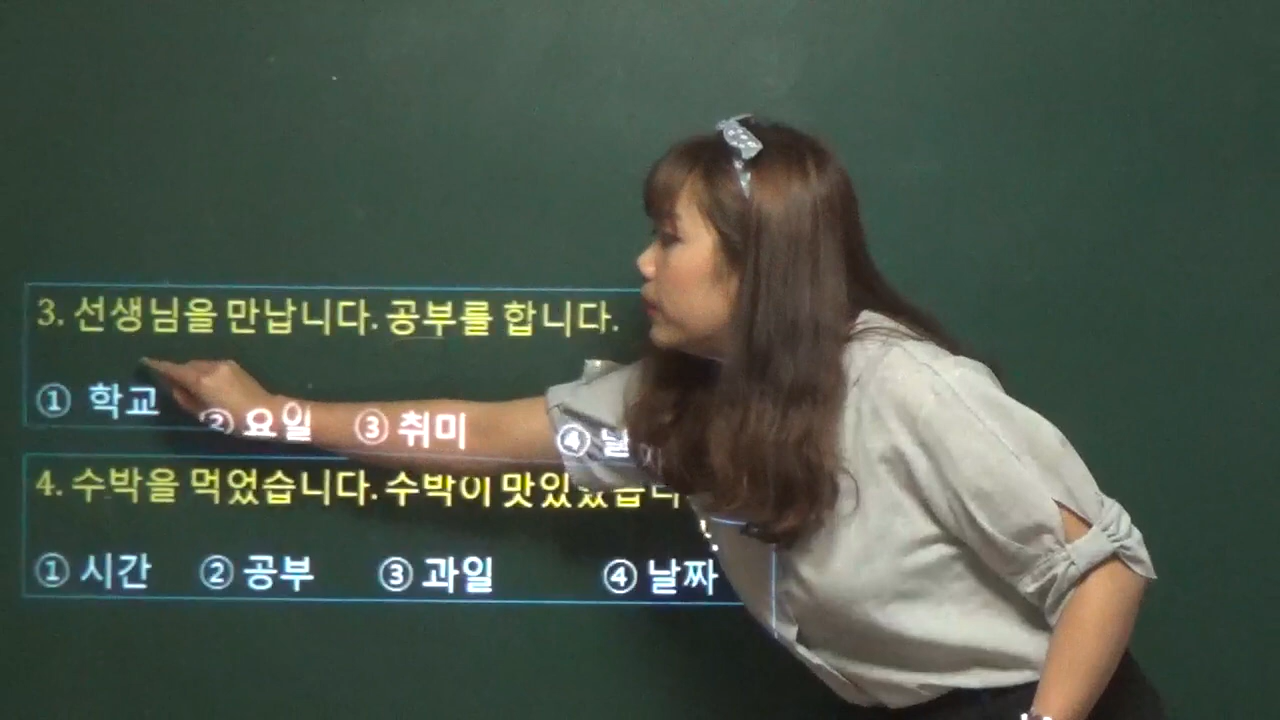 3. 선생님을 만납니다. 공부를 합니다.
① 학교 ② 요일 ③ 취미 ④
4. 수박을 먹었습니다. 수박이 맛있었습니다.
① 시간 ② 공부 ③ 과일 ④ 날짜